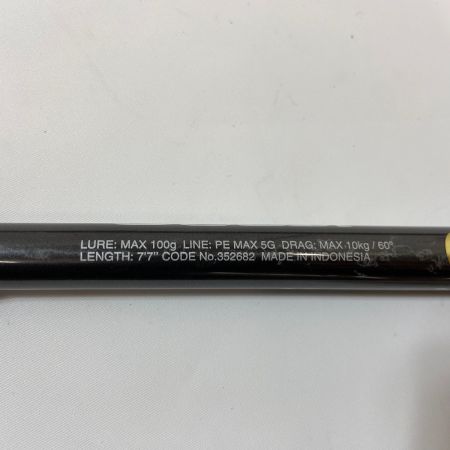 LURE: MAX 100g LINE: PE MAX 5G DRAG: MAX 10kg / 60°
LENGTH: 7'7" CODE No.352682 MADE IN INDONESIA